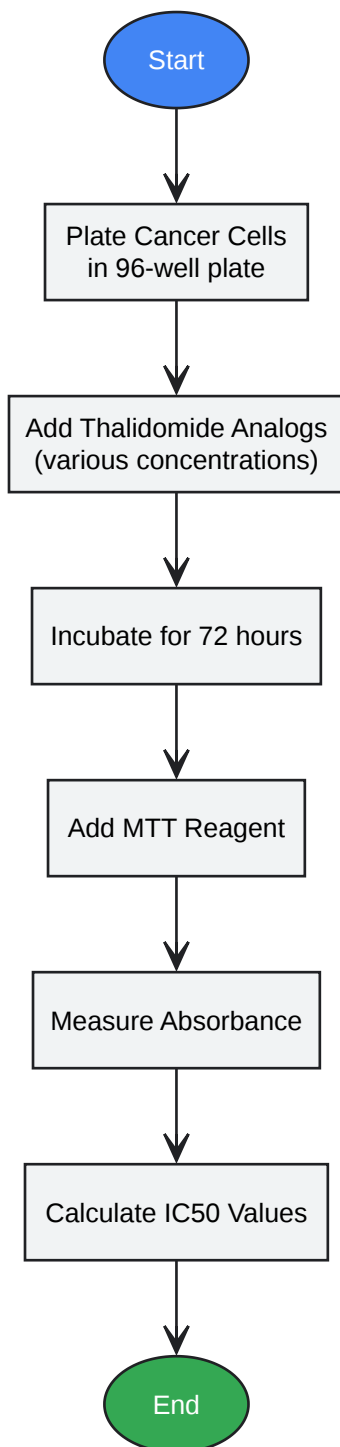 Start
Plate Cancer Cells
in 96-well plate
Add Thalidomide Analogs
(various concentrations)
Incubate for 72 hours
Add MTT Reagent
Measure Absorbance
Calculate IC50 Values
End